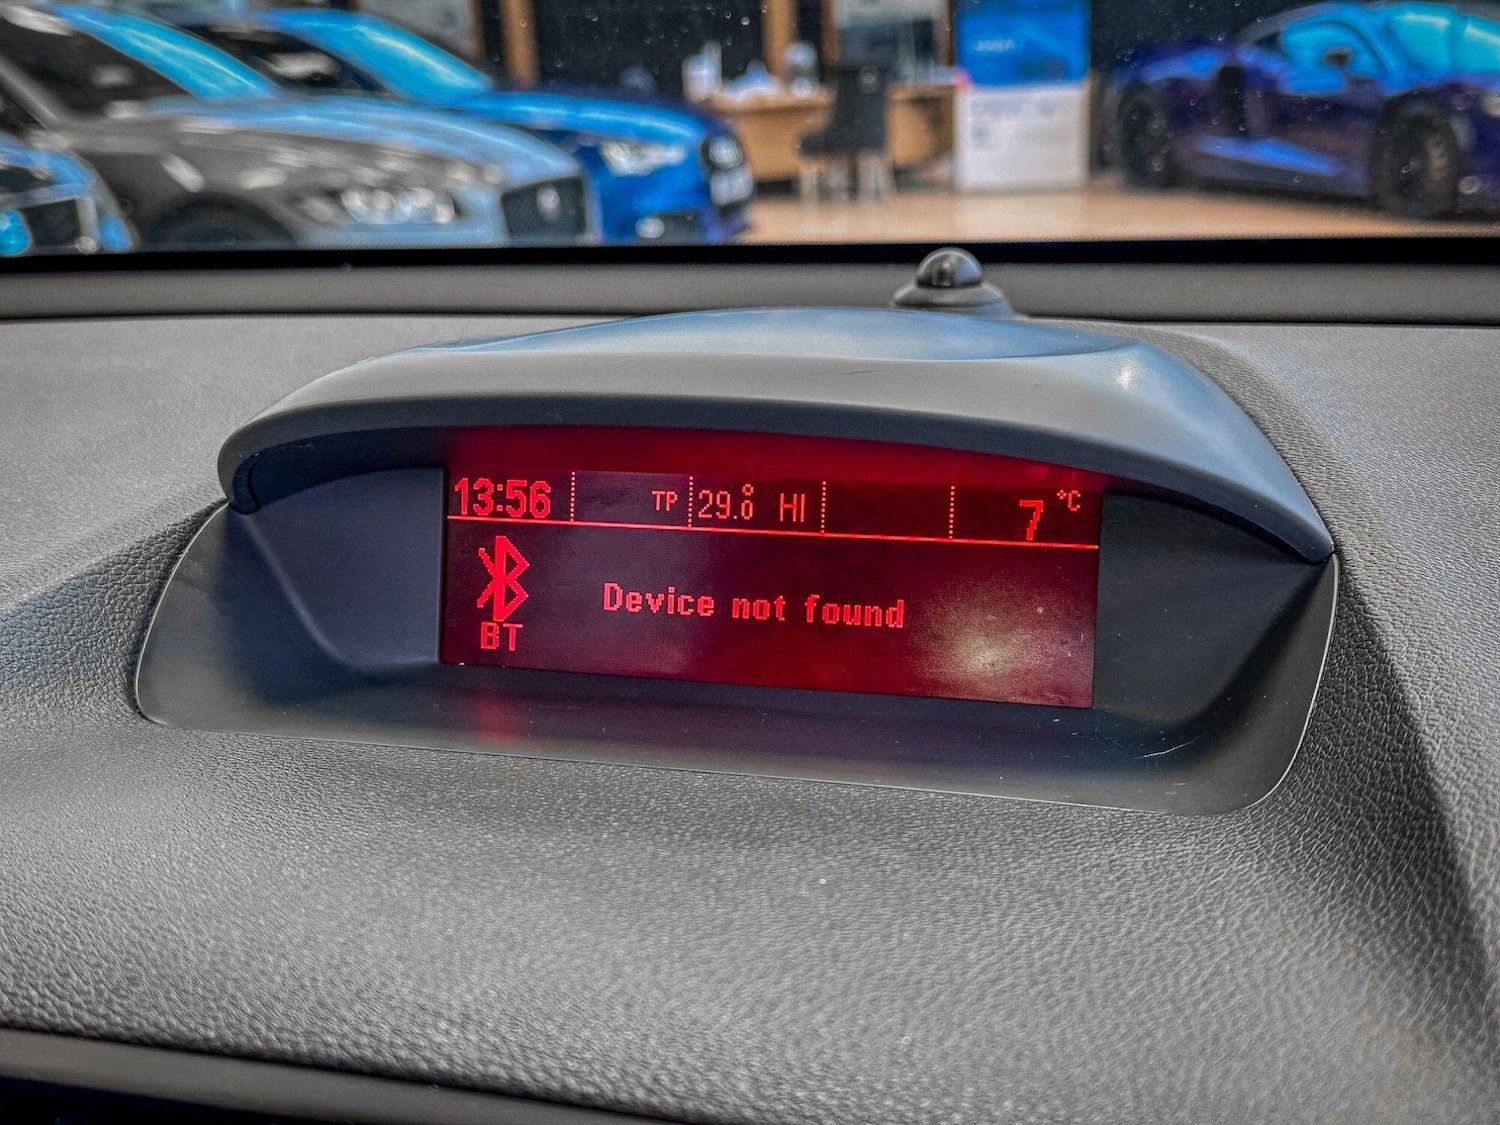 13:56 TP 29.0° HI 7 °C
Device not found
BT